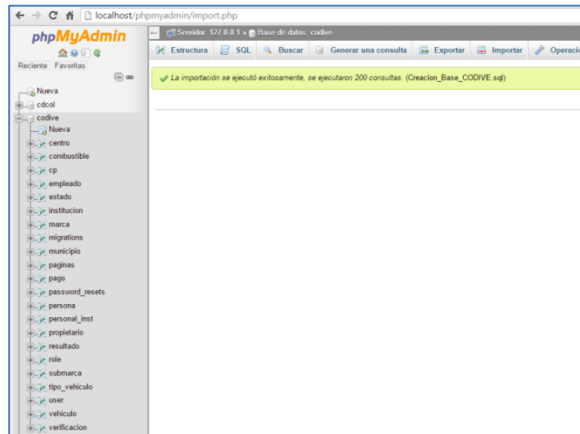 localhost/phpmyadmin/import.php
phpMyAdmin
Reciente Favoritas
Nueva
cdcol
codive
Nueva
centro
combustible
cp
empleado
estado
institucion
marca
migrations
municipio
paginas
pago
password_resets
persona
personal_inst
propietario
resultado
role
submarca
tipo_vehiculo
user
vehiculo
verificacion
Servidor: 127.0.0.1 » Base de datos: codive
Estructura SQL Buscar Generar una consulta Exportar Importar Operacio
La importación se ejecutó exitosamente, se ejecutaron 200 consultas. (Creacion_Base_CODIVE.sql)